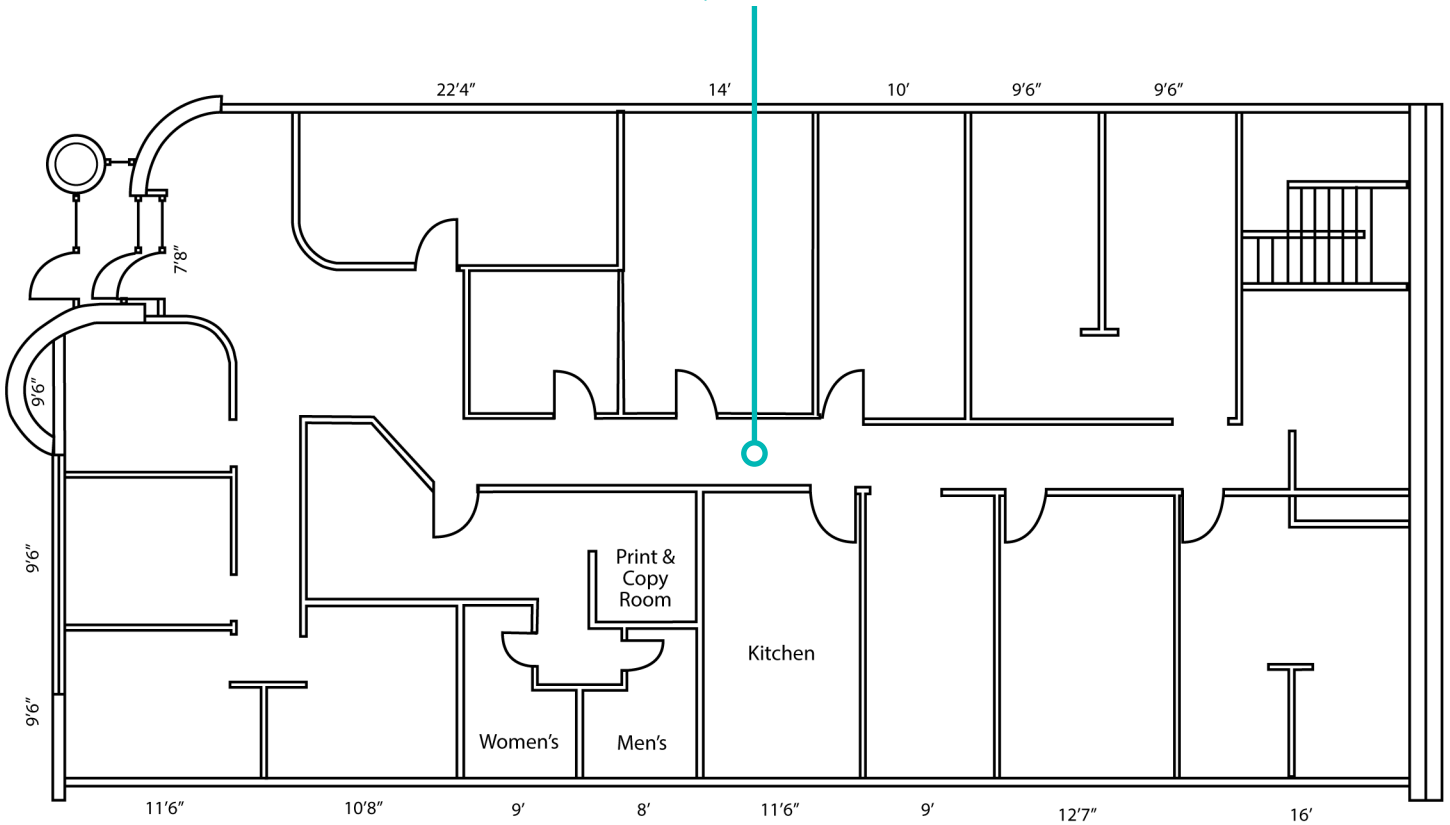 22’4”
14’
10’
9’6”
9’6”
7’8”
9’6”
9’6”
9’6”
Print &
Copy
Room
Kitchen
Women’s
Men’s
11’6”
10’8”
9’
8’
11’6”
9’
12’7”
16’